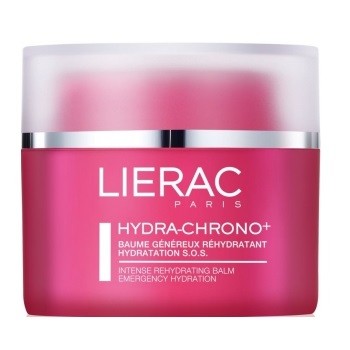 LIERAC
PARIS
HYDRA-CHRONO+
BAUME GÉNÉREUX RÉHYDRATANT
HYDRATATION S.O.S.
INTENSE REHYDRATING BALM
EMERGENCY HYDRATION